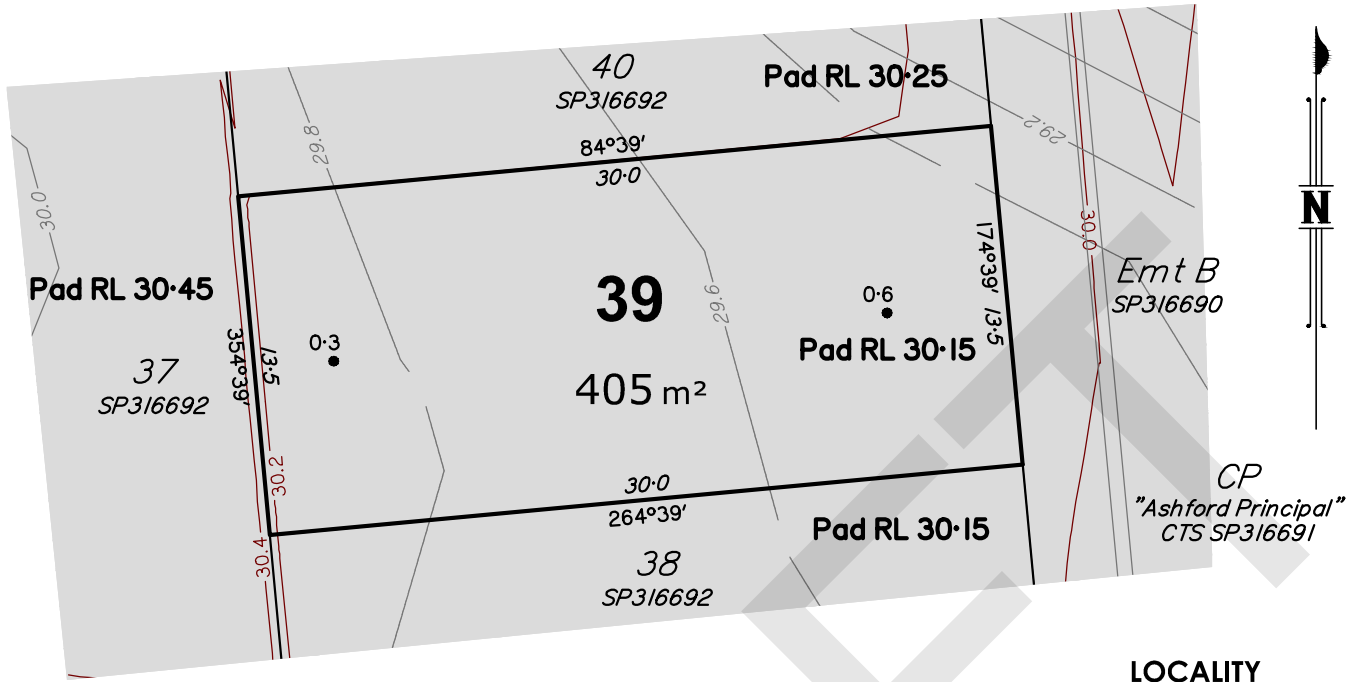 40
SP316692
Pad RL 30·25
84°39'
30·0
29.8
29.2
30.0
N
30.0
Pad RL 30·45
174°39' 13·5
Emt B
SP316690
39
0·6
29.6
0·3
Pad RL 30·15
354°39'
13·5
37
SP316692
405 m²
30.2
30·0
264°39'
CP
"Ashford Principal"
CTS SP316691
Pad RL 30·15
30.4
38
SP316692
LOCALITY